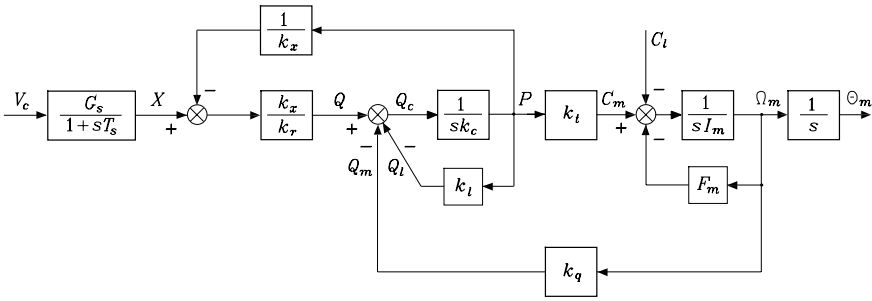 1
k_x
C_l
−
−
V_c
G_s
1+sT_s
X
+
k_x
k_r
Q
+
Q_c
1
sk_c
P
k_t
C_m
+
1
sI_m
Ω_m
1
s
Θ_m
−
−
−
Q_m
Q_l
k_l
F_m
k_q